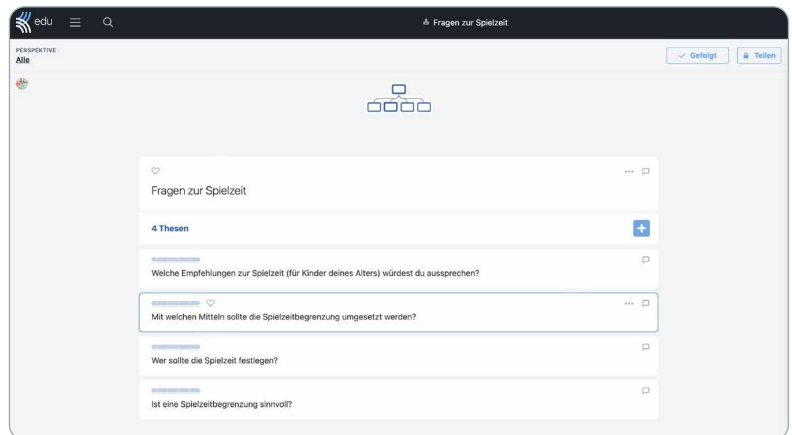 edu
Fragen zur Spielzeit
PERSPEKTIVE
Alle
Gefolgt
Teilen
Fragen zur Spielzeit
4 Thesen
Welche Empfehlungen zur Spielzeit (für Kinder deines Alters) würdest du aussprechen?
Mit welchen Mitteln sollte die Spielzeitbegrenzung umgesetzt werden?
Wer sollte die Spielzeit festlegen?
Ist eine Spielzeitbegrenzung sinnvoll?